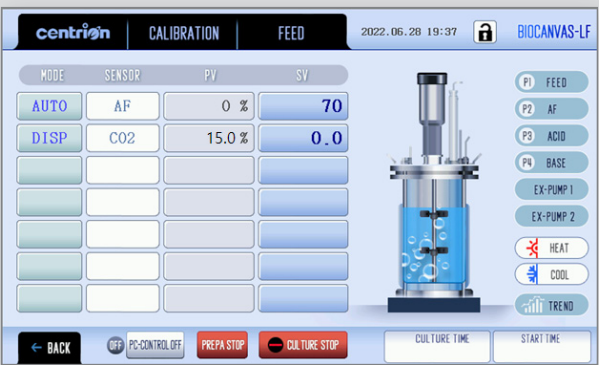 centrion CALIBRATION FEED 2022.06.28 19:37 BIOCANVAS-LF
MODE SENSOR PV SV
AUTO AF 0 % 70
DISP CO2 15.0 % 0.0
P1 FEED
P2 AF
P3 ACID
P4 BASE
EX-PUMP 1
EX-PUMP 2
HEAT
COOL
TREND
← BACK OFF PC-CONTROL OFF PREPA STOP CULTURE STOP CULTURE TIME START TIME